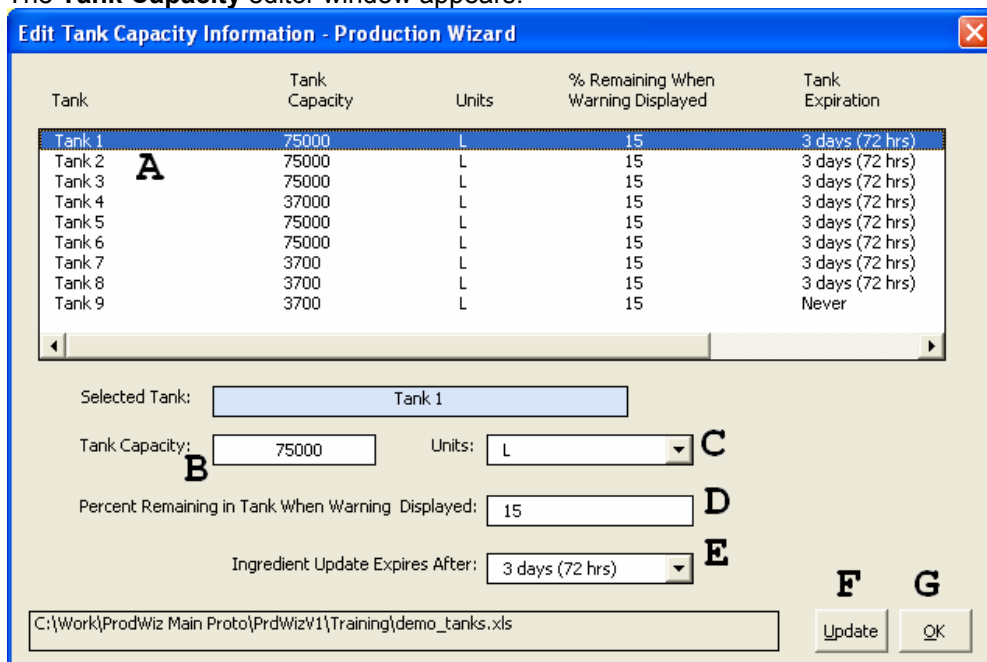 The Tank Capacity editor window appears.
Edit Tank Capacity Information - Production Wizard
Tank Tank Capacity Units % Remaining When Warning Displayed Tank Expiration
Tank 1 75000 L 15 3 days (72 hrs)
Tank 2 75000 L 15 3 days (72 hrs)
A
Tank 3 75000 L 15 3 days (72 hrs)
Tank 4 37000 L 15 3 days (72 hrs)
Tank 5 75000 L 15 3 days (72 hrs)
Tank 6 75000 L 15 3 days (72 hrs)
Tank 7 3700 L 15 3 days (72 hrs)
Tank 8 3700 L 15 3 days (72 hrs)
Tank 9 3700 L 15 Never
Selected Tank: Tank 1
Tank Capacity: 75000 Units: L C
B
Percent Remaining in Tank When Warning Displayed: 15 D
Ingredient Update Expires After: 3 days (72 hrs) E
F G
C:\Work\ProdWiz Main Proto\PrdWizV1\Training\demo_tanks.xls Update OK